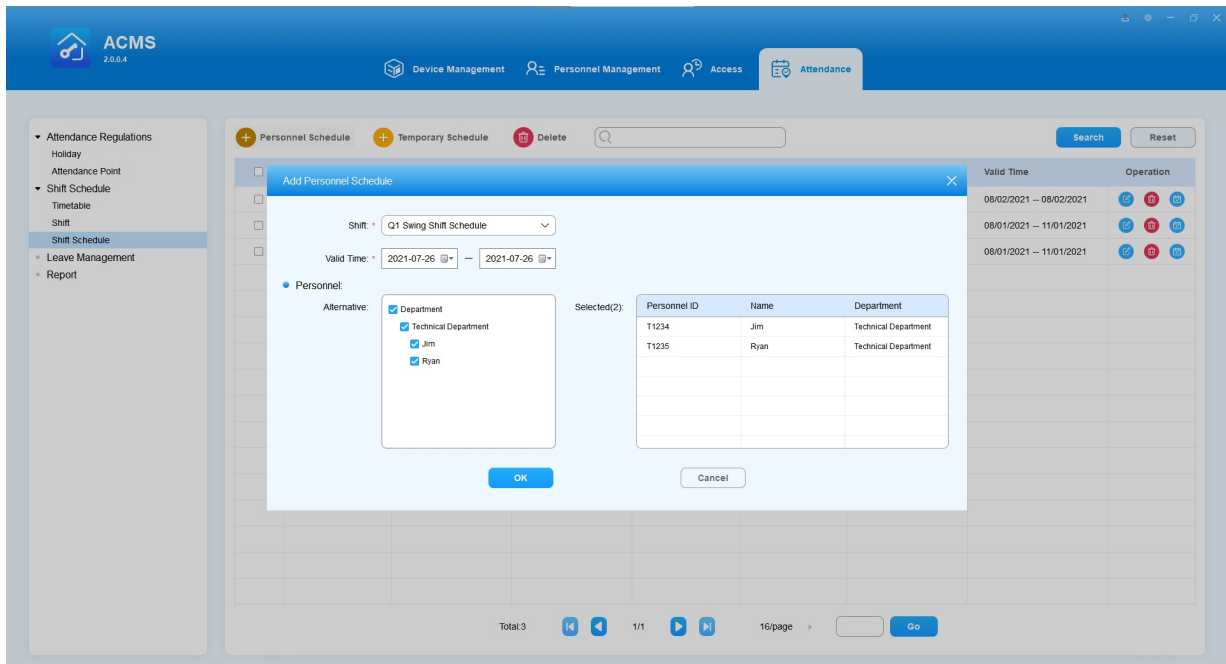 ACMS
2.0.0.4
Device Management
Personnel Management
Access
Attendance
Attendance Regulations
Holiday
Attendance Point
Shift Schedule
Timetable
Shift
Shift Schedule
Leave Management
Report
Personnel Schedule
Temporary Schedule
Delete
Search
Reset
Valid Time
Operation
08/02/2021 -- 08/02/2021
08/01/2021 -- 11/01/2021
08/01/2021 -- 11/01/2021
Add Personnel Schedule
Shift: *
Q1 Swing Shift Schedule
Valid Time: *
2021-07-26
—
2021-07-26
Personnel:
Alternative:
Department
Technical Department
Jim
Ryan
Selected(2):
Personnel ID
Name
Department
T1234
Jim
Technical Department
T1235
Ryan
Technical Department
OK
Cancel
Total:3
1/1
16/page
Go